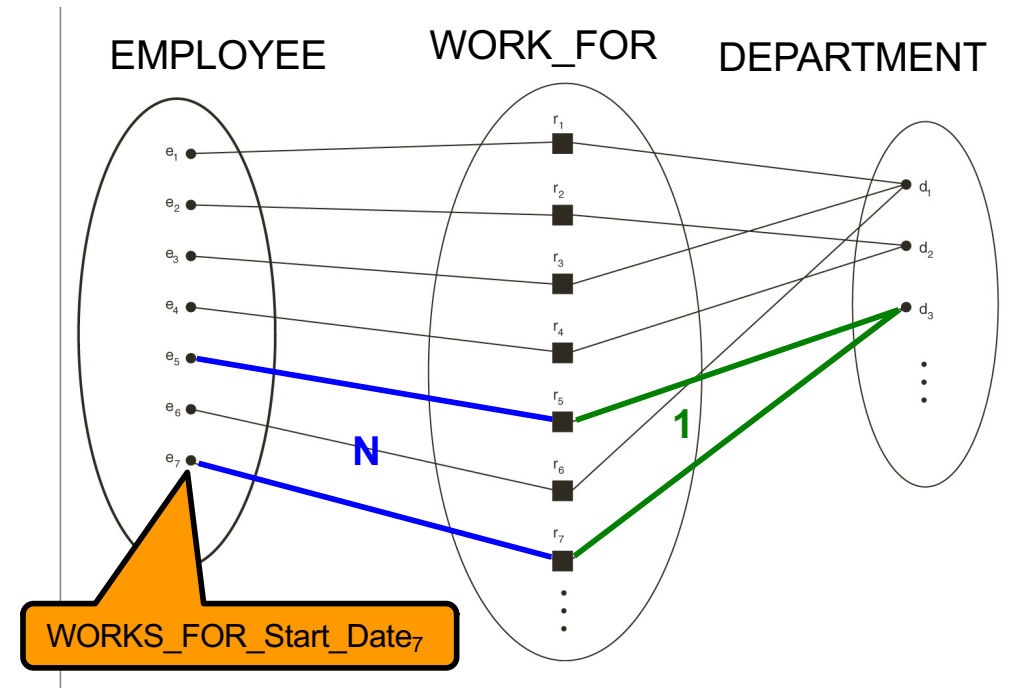 EMPLOYEE
WORK_FOR
DEPARTMENT
e₁
e₂
e₃
e₄
e₅
e₆
e₇
N
r₁
r₂
r₃
r₄
r₅
r₆
r₇
1
d₁
d₂
d₃
WORKS_FOR_Start_Date₇